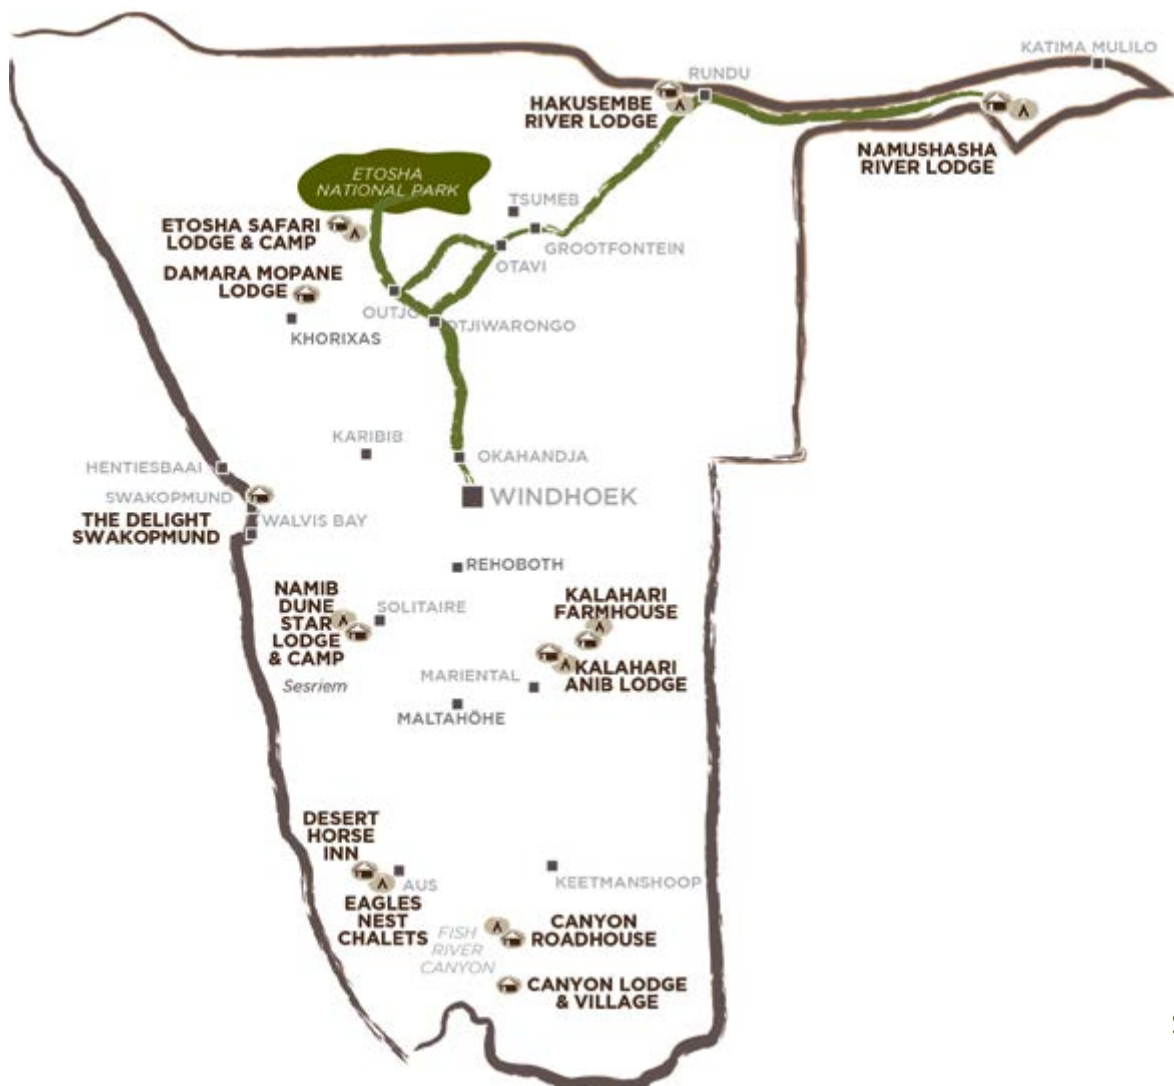 KATIMA MULILO
RUNDU
HAKUSEMBE
RIVER LODGE
NAMUSHASHA
RIVER LODGE
ETOSHA
NATIONAL PARK
TSUMEB
ETOSHA SAFARI
LODGE & CAMP
GROOTFONTEIN
OTAVI
DAMARA MOPANE
LODGE
OUTJO
OTJIWARONGO
KHORIXAS
KARIBIB
OKAHANDJA
HENTIESBAAI
SWAKOPMUND
WINDHOEK
THE DELIGHT
SWAKOPMUND
WALVIS BAY
REHOBOTH
NAMIB
DUNE
STAR
LODGE
& CAMP
SOLITAIRE
KALAHARI
FARMHOUSE
Sesriem
MARIENTAL
KALAHARI
ANIB LODGE
MALTAHÖHE
DESERT
HORSE
INN
AUS
KEETMANSHOOP
EAGLES
NEST
CHALETS
FISH
RIVER
CANYON
CANYON
ROADHOUSE
CANYON LODGE
& VILLAGE